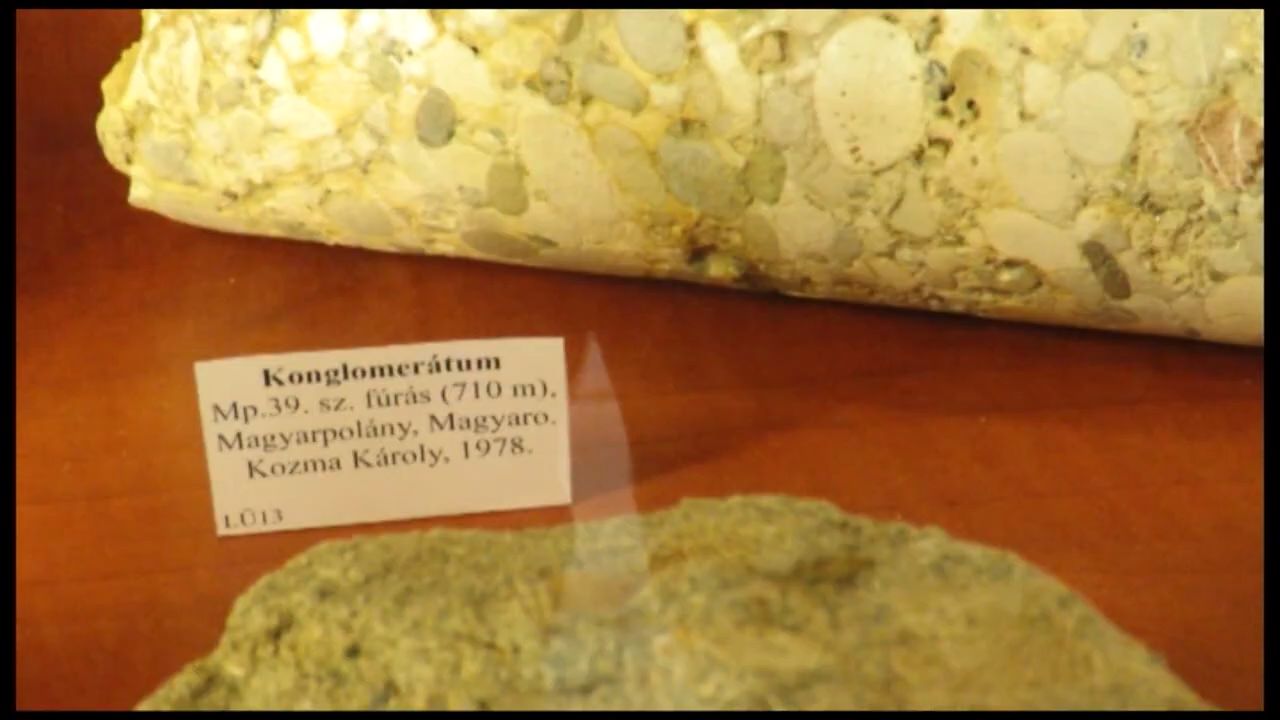 Konglomerátum
Mp.39. sz. fúrás (710 m),
Magyarpolány, Magyaro.
Kozma Károly, 1978.
LÜ13